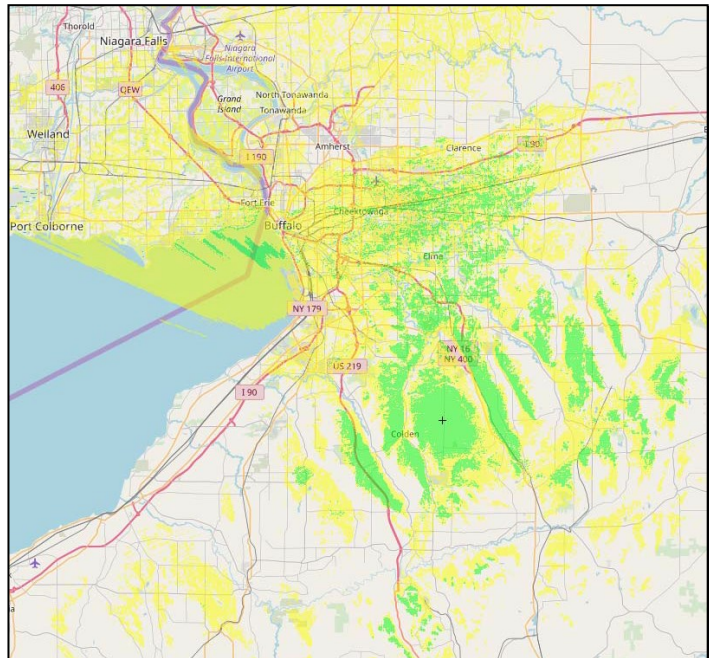 Thorold
Niagara Falls
Niagara
Falls-International
Airport
406
QEW
Grand
Island
North Tonawanda
Tonawanda
Welland
Amherst
Clarence
I 90
I 190
Fort Erie
Cheektowaga
Port Colborne
Buffalo
Elma
NY 179
NY 16
NY 400
US 219
I 90
Colden